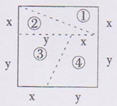 ①
x ② x
y x
③
y ④ y
x y